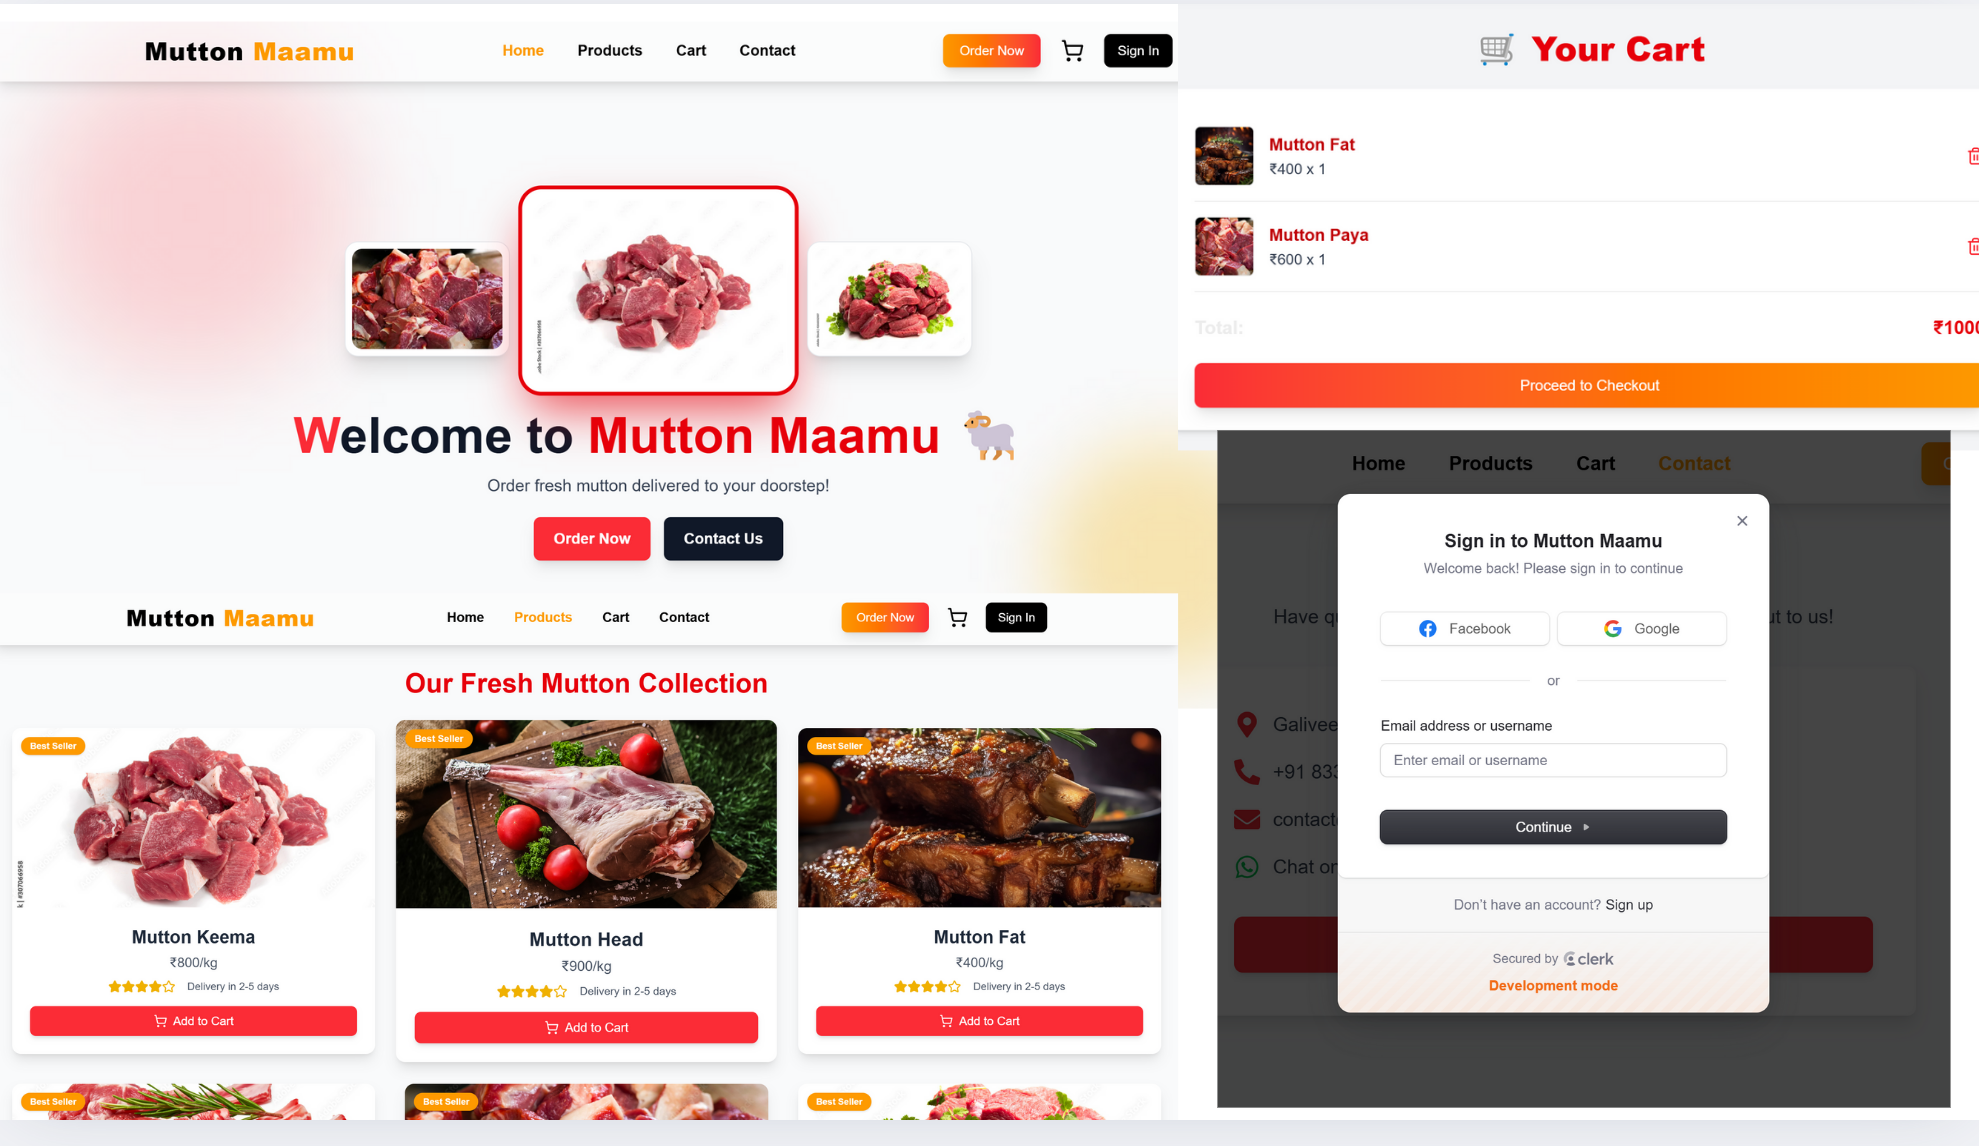 Mutton Maamu
Home Products Cart Contact
Order Now
Sign In
Welcome to Mutton Maamu
Order fresh mutton delivered to your doorstep!
Order Now
Contact Us
Mutton Maamu
Home Products Cart Contact
Order Now
Sign In
Our Fresh Mutton Collection
Best Seller
Mutton Keema
₹800/kg
Delivery in 2-5 days
Add to Cart
Best Seller
Mutton Head
₹900/kg
Delivery in 2-5 days
Add to Cart
Best Seller
Mutton Fat
₹400/kg
Delivery in 2-5 days
Add to Cart
Best Seller
Best Seller
Best Seller
Your Cart
Mutton Fat
₹400 x 1
Mutton Paya
₹600 x 1
Total:
₹1000
Proceed to Checkout
Home Products Cart Contact
Have
ut to us!
Galivee
+91 83
contact
Chat
Sign in to Mutton Maamu
Welcome back! Please sign in to continue
Facebook
Google
or
Email address or username
Enter email or username
Continue
Don't have an account? Sign up
Secured by clerk
Development mode